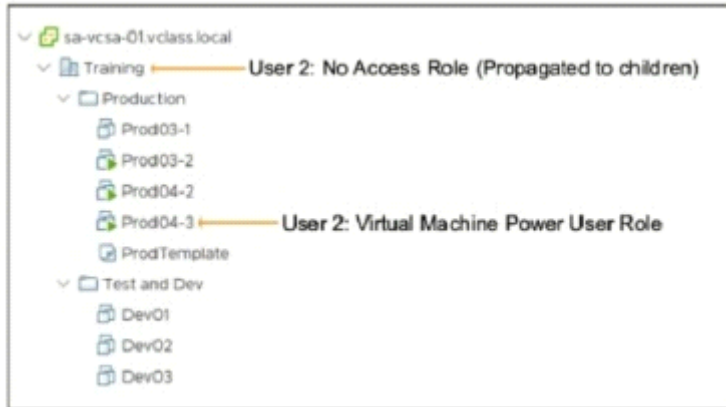 sa-vcsa-01.vclass.local
Training User 2: No Access Role (Propagated to children)
Production
Prod03-1
Prod03-2
Prod04-2
Prod04-3 User 2: Virtual Machine Power User Role
ProdTemplate
Test and Dev
Dev01
Dev02
Dev03